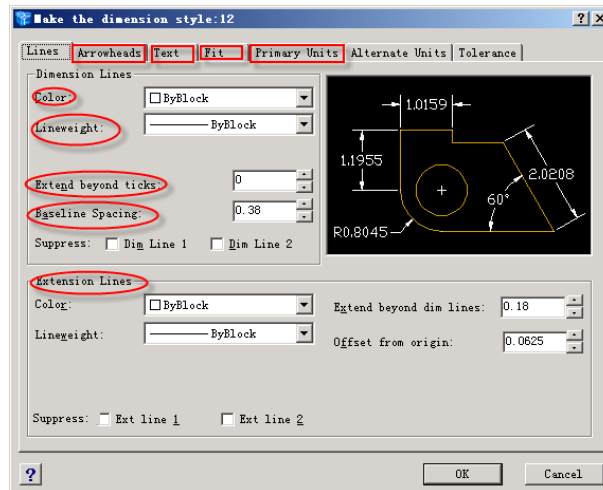 Make the dimension style:12
Lines Arrowheads Text Fit Primary Units Alternate Units Tolerance
Dimension Lines
Color: ByBlock
Lineweight: ByBlock
Extend beyond ticks: 0
Baseline Spacing: 0.38
Suppress: Dim Line 1 Dim Line 2
1.0159
1.1955
2.0208
60°
R0.8045
Extension Lines
Color: ByBlock
Extend beyond dim lines: 0.18
Lineweight: ByBlock
Offset from origin: 0.0625
Suppress: Ext line 1 Ext line 2
?
OK Cancel